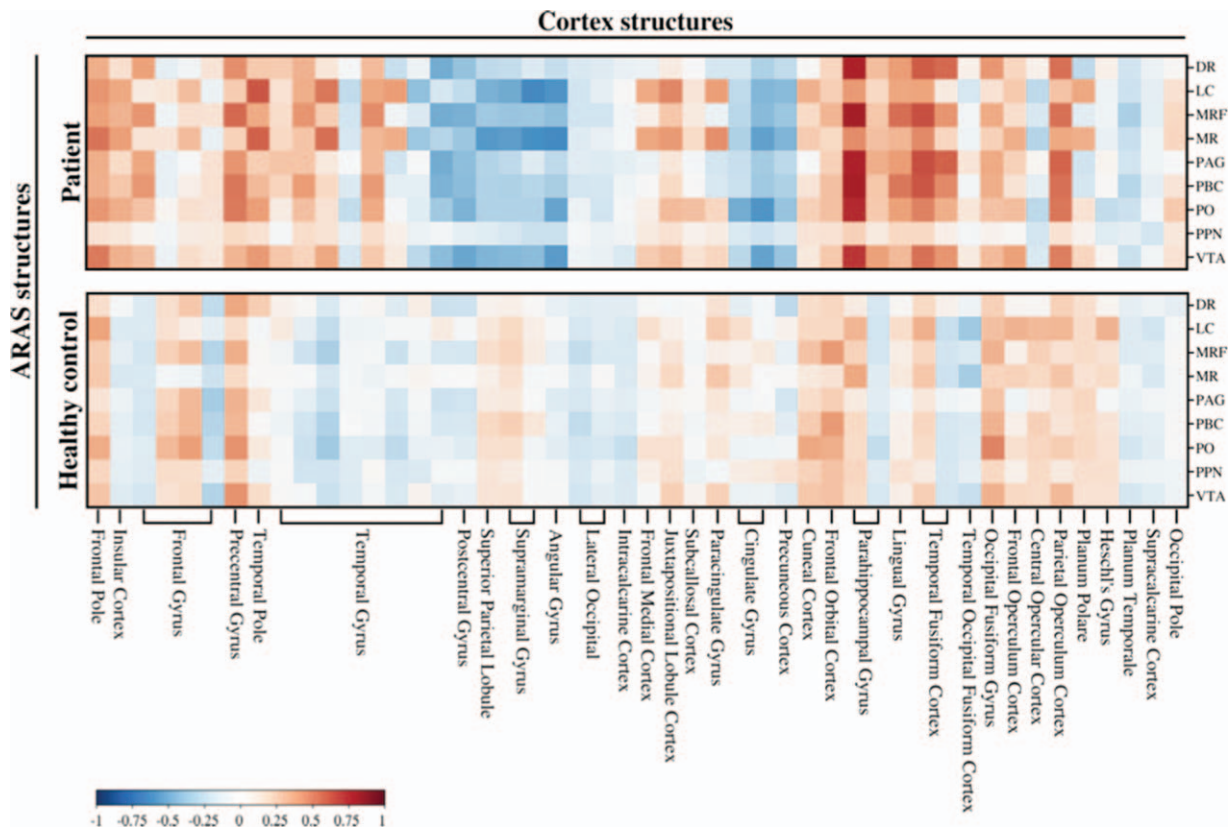 Cortex structures
ARAS structures
Patient
DR
LC
MRF
MR
PAG
PBC
PO
PPN
VTA
Healthy control
DR
LC
MRF
MR
PAG
PBC
PO
PPN
VTA
Frontal Pole
Insular Cortex
Frontal Gyrus
Precentral Gyrus
Temporal Pole
Temporal Gyrus
Postcentral Gyrus
Superior Parietal Lobule
Supramarginal Gyrus
Angular Gyrus
Lateral Occipital
Intracalcarine Cortex
Frontal Medial Cortex
Juxtapositional Lobule Cortex
Subcallosal Cortex
Paracingulate Gyrus
Cingulate Gyrus
Precuneous Cortex
Cuneal Cortex
Frontal Orbital Cortex
Parahippocampal Gyrus
Lingual Gyrus
Temporal Fusiform Cortex
Temporal Occipital Fusiform Cortex
Occipital Fusiform Gyrus
Frontal Operculum Cortex
Central Opercular Cortex
Parietal Operculum Cortex
Planum Polare
Heschl's Gyrus
Planum Temporale
Supracalcarine Cortex
Occipital Pole
-1 -0.75 -0.5 -0.25 0 0.25 0.5 0.75 1